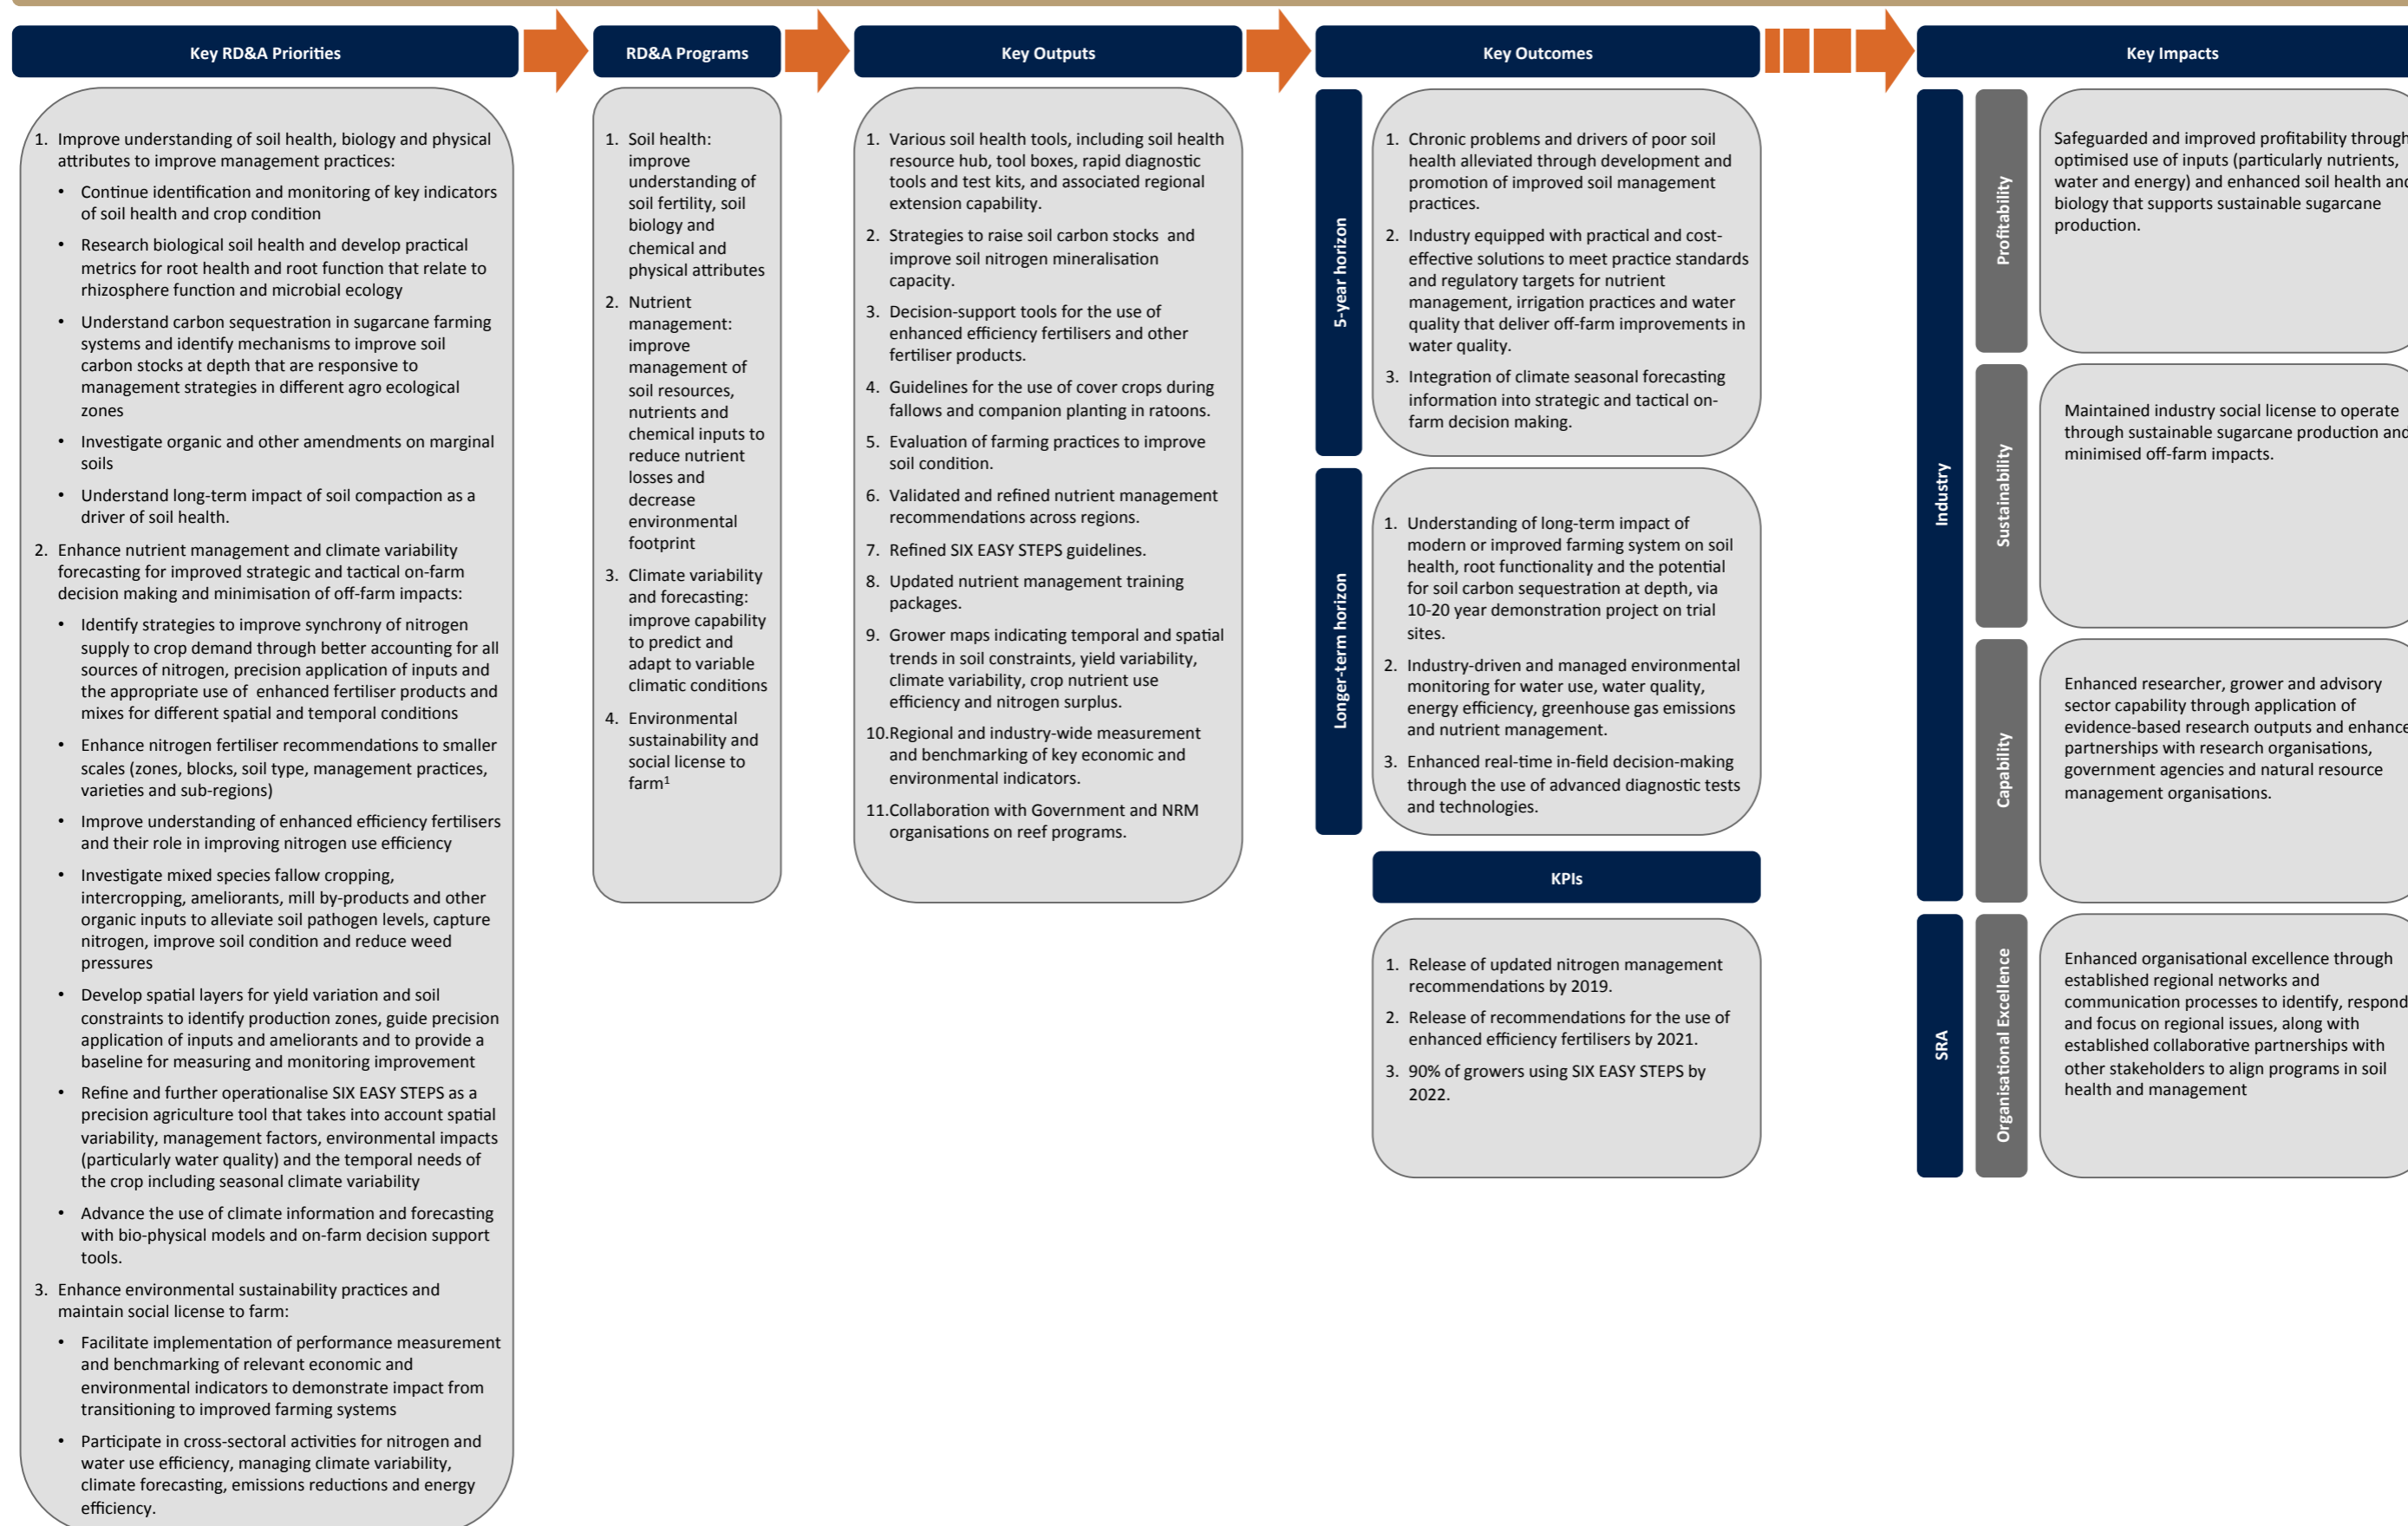 Key RD&A Priorities
1. Improve understanding of soil health, biology and physical
attributes to improve management practices:
• Continue identification and monitoring of key indicators
of soil health and crop condition
• Research biological soil health and develop practical
metrics for root health and root function that relate to
rhizosphere function and microbial ecology
• Understand carbon sequestration in sugarcane farming
systems and identify mechanisms to improve soil
carbon stocks at depth that are responsive to
management strategies in different agro ecological
zones
• Investigate organic and other amendments on marginal
soils
• Understand long-term impact of soil compaction as a
driver of soil health.
2. Enhance nutrient management and climate variability
forecasting for improved strategic and tactical on-farm
decision making and minimisation of off-farm impacts:
• Identify strategies to improve synchrony of nitrogen
supply to crop demand through better accounting for all
sources of nitrogen, precision application of inputs and
the appropriate use of enhanced fertiliser products and
mixes for different spatial and temporal conditions
• Enhance nitrogen fertiliser recommendations to smaller
scales (zones, blocks, soil type, management practices,
varieties and sub-regions)
• Improve understanding of enhanced efficiency fertilisers
and their role in improving nitrogen use efficiency
• Investigate mixed species fallow cropping,
intercropping, ameliorants, mill by-products and other
organic inputs to alleviate soil pathogen levels, capture
nitrogen, improve soil condition and reduce weed
pressures
• Develop spatial layers for yield variation and soil
constraints to identify production zones, guide precision
application of inputs and ameliorants and to provide a
baseline for measuring and monitoring improvement
• Refine and further operationalise SIX EASY STEPS as a
precision agriculture tool that takes into account spatial
variability, management factors, environmental impacts
(particularly water quality) and the temporal needs of
the crop including seasonal climate variability
• Advance the use of climate information and forecasting
with bio-physical models and on-farm decision support
tools.
3. Enhance environmental sustainability practices and
maintain social license to farm:
• Facilitate implementation of performance measurement
and benchmarking of relevant economic and
environmental indicators to demonstrate impact from
transitioning to improved farming systems
• Participate in cross-sectoral activities for nitrogen and
water use efficiency, managing climate variability,
climate forecasting, emissions reductions and energy
efficiency.
RD&A Programs
1. Soil health:
improve
understanding of
soil fertility, soil
biology and
chemical and
physical attributes
2. Nutrient
management:
improve
management of
soil resources,
nutrients and
chemical inputs to
reduce nutrient
losses and
decrease
environmental
footprint
3. Climate variability
and forecasting:
improve capability
to predict and
adapt to variable
climatic conditions
4. Environmental
sustainability and
social license to
farm¹
Key Outputs
1. Various soil health tools, including soil health
resource hub, tool boxes, rapid diagnostic
tools and test kits, and associated regional
extension capability.
2. Strategies to raise soil carbon stocks and
improve soil nitrogen mineralisation
capacity.
3. Decision-support tools for the use of
enhanced efficiency fertilisers and other
fertiliser products.
4. Guidelines for the use of cover crops during
fallows and companion planting in ratoons.
5. Evaluation of farming practices to improve
soil condition.
6. Validated and refined nutrient management
recommendations across regions.
7. Refined SIX EASY STEPS guidelines.
8. Updated nutrient management training
packages.
9. Grower maps indicating temporal and spatial
trends in soil constraints, yield variability,
climate variability, crop nutrient use
efficiency and nitrogen surplus.
10.Regional and industry-wide measurement
and benchmarking of key economic and
environmental indicators.
11.Collaboration with Government and NRM
organisations on reef programs.
Key Outcomes
5-year horizon
1. Chronic problems and drivers of poor soil
health alleviated through development and
promotion of improved soil management
practices.
2. Industry equipped with practical and cost-
effective solutions to meet practice standards
and regulatory targets for nutrient
management, irrigation practices and water
quality that deliver off-farm improvements in
water quality.
3. Integration of climate seasonal forecasting
information into strategic and tactical on-
farm decision making.
Longer-term horizon
1. Understanding of long-term impact of
modern or improved farming system on soil
health, root functionality and the potential
for soil carbon sequestration at depth, via
10-20 year demonstration project on trial
sites.
2. Industry-driven and managed environmental
monitoring for water use, water quality,
energy efficiency, greenhouse gas emissions
and nutrient management.
3. Enhanced real-time in-field decision-making
through the use of advanced diagnostic tests
and technologies.
KPIs
1. Release of updated nitrogen management
recommendations by 2019.
2. Release of recommendations for the use of
enhanced efficiency fertilisers by 2021.
3. 90% of growers using SIX EASY STEPS by
2022.
Key Impacts
Industry
Profitability
Safeguarded and improved profitability through
optimised use of inputs (particularly nutrients,
water and energy) and enhanced soil health and
biology that supports sustainable sugarcane
production.
Sustainability
Maintained industry social license to operate
through sustainable sugarcane production and
minimised off-farm impacts.
Capability
Enhanced researcher, grower and advisory
sector capability through application of
evidence-based research outputs and enhance
partnerships with research organisations,
government agencies and natural resource
management organisations.
SRA
Organisational Excellence
Enhanced organisational excellence through
established regional networks and
communication processes to identify, respond
and focus on regional issues, along with
established collaborative partnerships with
other stakeholders to align programs in soil
health and management